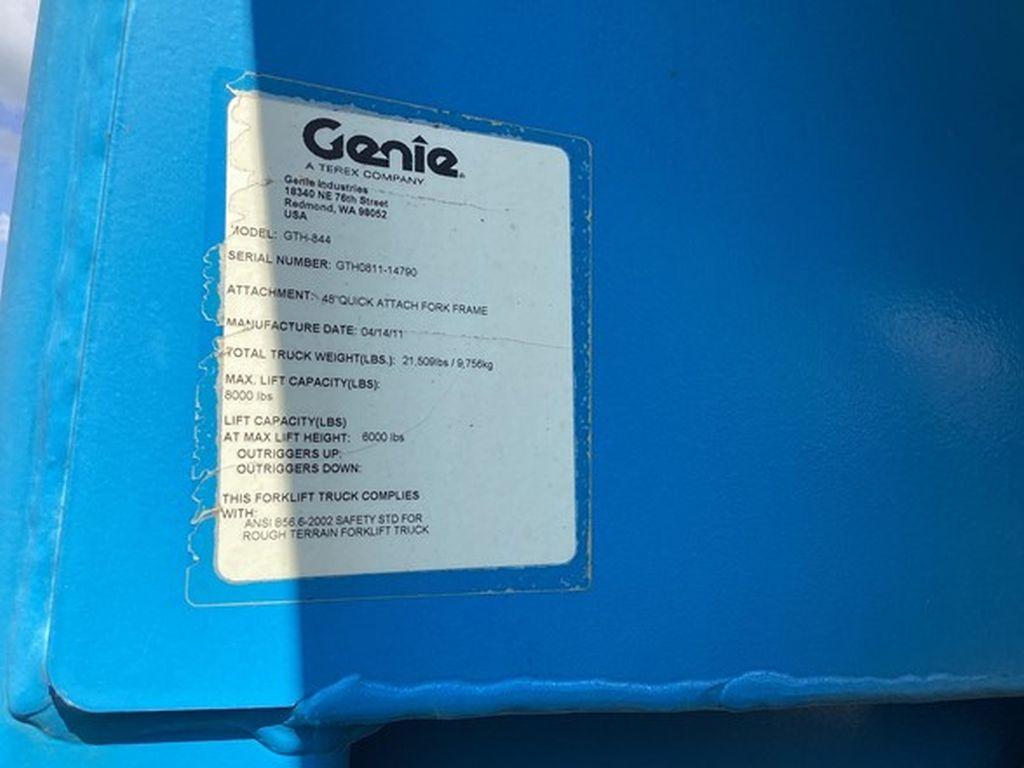 Genie
A TEREX COMPANY
Genie Industries
18340 NE 76th Street
Redmond, WA 98052
USA
MODEL: GTH-844
SERIAL NUMBER: GTH0811-14790
ATTACHMENT: 48"QUICK ATTACH FORK FRAME
MANUFACTURE DATE: 04/14/11
TOTAL TRUCK WEIGHT(LBS.): 21,509lbs / 9,756kg
MAX. LIFT CAPACITY(LBS):
8000 lbs
LIFT CAPACITY(LBS)
AT MAX LIFT HEIGHT: 6000 lbs
OUTRIGGERS UP:
OUTRIGGERS DOWN:
THIS FORKLIFT TRUCK COMPLIES
WITH:
ANSI B56.6-2002 SAFETY STD FOR
ROUGH TERRAIN FORKLIFT TRUCK